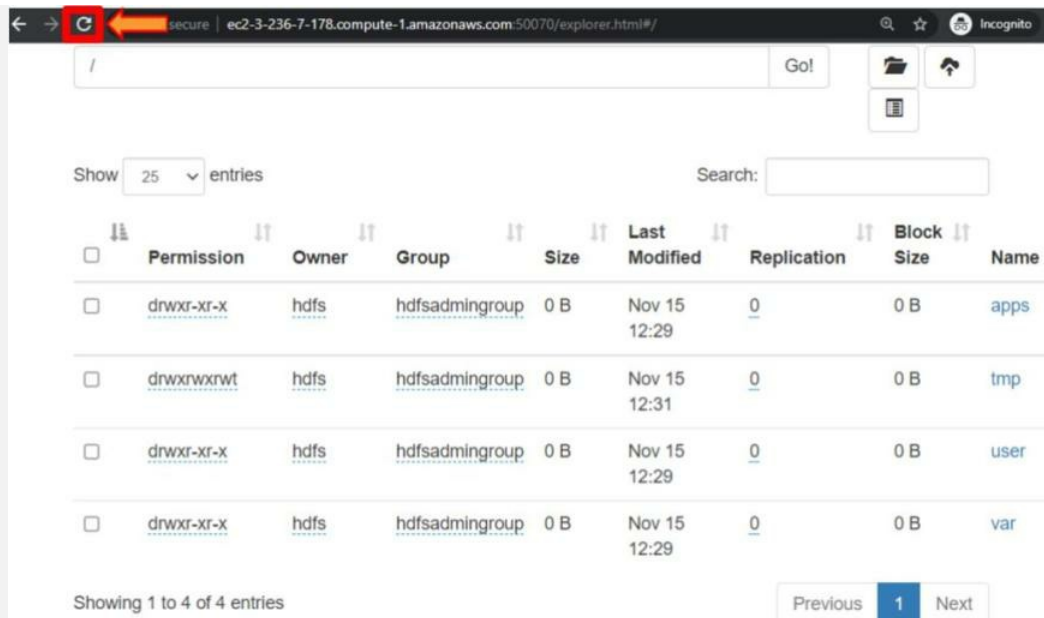 secure | ec2-3-236-7-178.compute-1.amazonaws.com:50070/explorer.html#/ Incognito
/ Go!
Show 25 entries Search:
Permission Owner Group Size Last Modified Replication Block Size Name
drwxr-xr-x hdfs hdfsadmingroup 0 B Nov 15 12:29 0 0 B apps
drwxrwxrwt hdfs hdfsadmingroup 0 B Nov 15 12:31 0 0 B tmp
drwxr-xr-x hdfs hdfsadmingroup 0 B Nov 15 12:29 0 0 B user
drwxr-xr-x hdfs hdfsadmingroup 0 B Nov 15 12:29 0 0 B var
Showing 1 to 4 of 4 entries Previous 1 Next